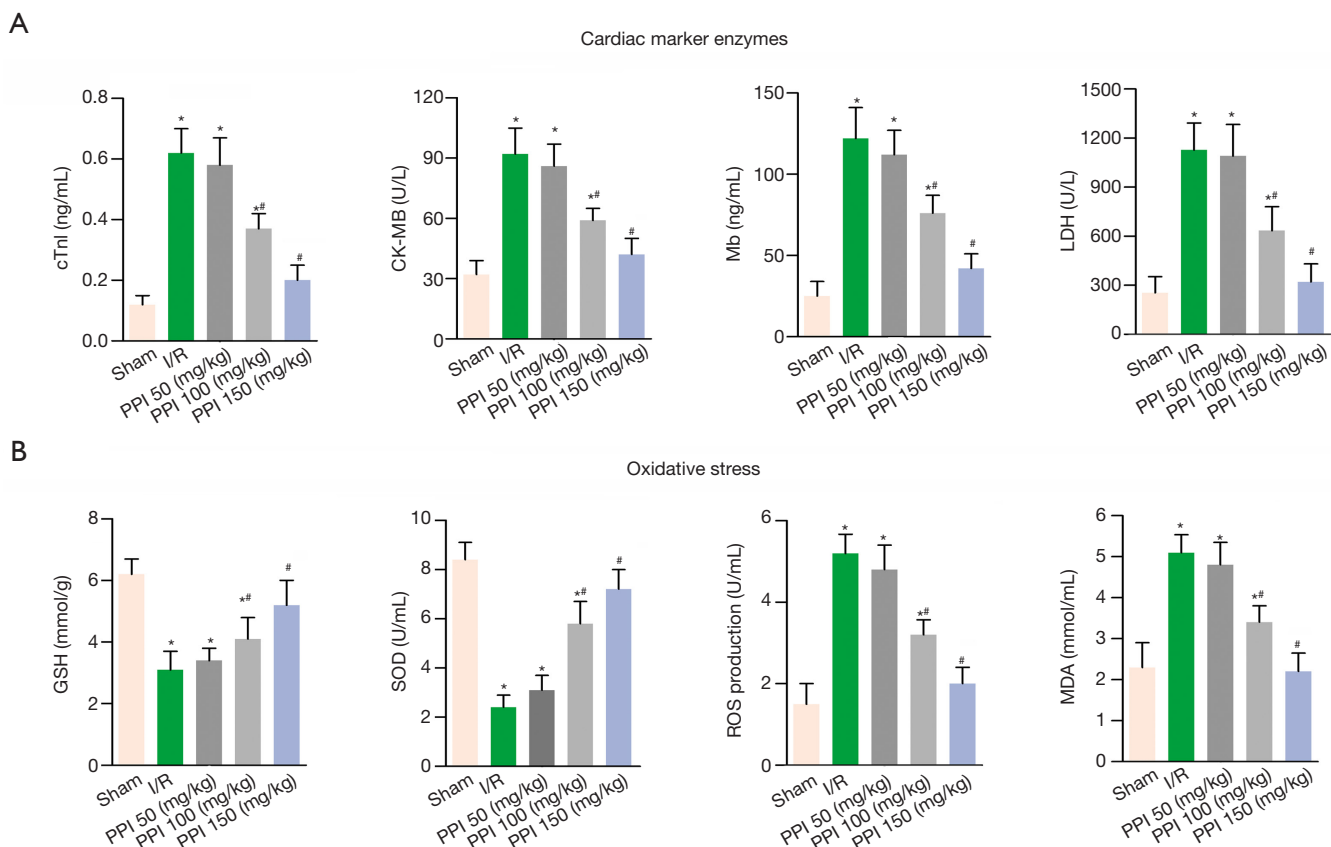 A
Cardiac marker enzymes
cTnI (ng/mL)
0.8
0.6
0.4
0.2
0.0
*
*
*#
#
Sham
I/R
PPI 50 (mg/kg)
PPI 100 (mg/kg)
PPI 150 (mg/kg)
CK-MB (U/L)
120
90
60
30
0
*
*
*#
#
Sham
I/R
PPI 50 (mg/kg)
PPI 100 (mg/kg)
PPI 150 (mg/kg)
Mb (ng/mL)
150
100
50
0
*
*
*#
#
Sham
I/R
PPI 50 (mg/kg)
PPI 100 (mg/kg)
PPI 150 (mg/kg)
LDH (U/L)
1500
1200
900
600
300
0
*
*
*#
#
Sham
I/R
PPI 50 (mg/kg)
PPI 100 (mg/kg)
PPI 150 (mg/kg)
B
Oxidative stress
GSH (mmol/g)
8
6
4
2
0
*
*
*#
#
Sham
I/R
PPI 50 (mg/kg)
PPI 100 (mg/kg)
PPI 150 (mg/kg)
SOD (U/mL)
10
8
6
4
2
0
*
*
*#
#
Sham
I/R
PPI 50 (mg/kg)
PPI 100 (mg/kg)
PPI 150 (mg/kg)
ROS production (U/mL)
6
4
2
0
*
*
*#
#
Sham
I/R
PPI 50 (mg/kg)
PPI 100 (mg/kg)
PPI 150 (mg/kg)
MDA (mmol/mL)
6
5
4
3
2
1
0
*
*
*#
#
Sham
I/R
PPI 50 (mg/kg)
PPI 100 (mg/kg)
PPI 150 (mg/kg)